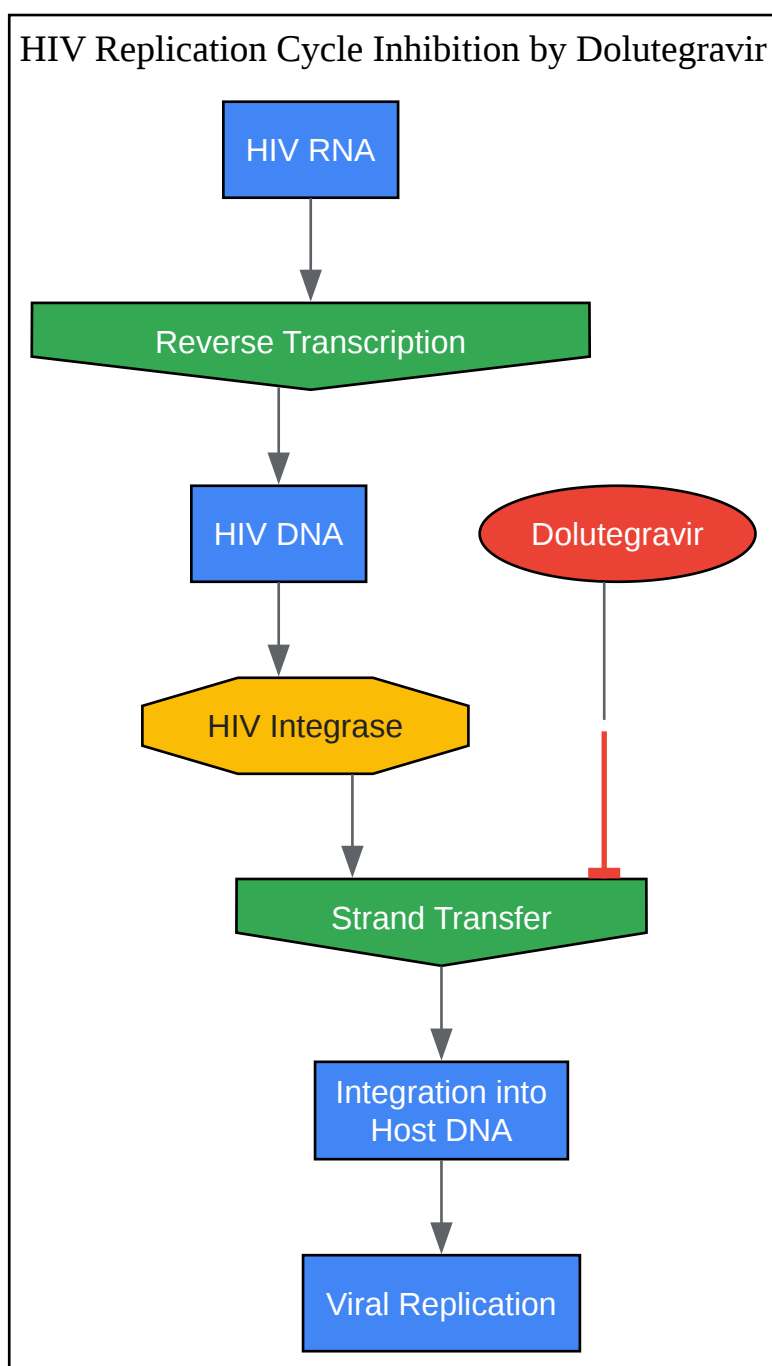 HIV Replication Cycle Inhibition by Dolutegravir
HIV RNA
Reverse Transcription
HIV DNA
Dolutegravir
HIV Integrase
Strand Transfer
Integration into
Host DNA
Viral Replication